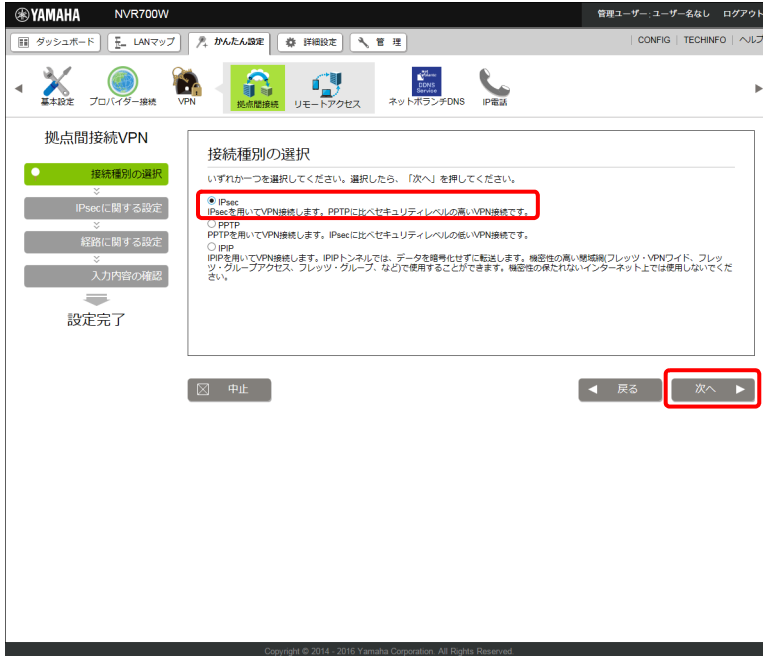 YAMAHA NVR700W 管理ユーザー:ユーザー名なし ログアウト
ダッシュボード LANマップ かんたん設定 詳細設定 管 理 CONFIG | TECHINFO | ヘルプ
基本設定 プロバイダー接続 VPN 拠点間接続 リモートアクセス DDNS Service ネットボランチDNS IP電話
拠点間接続VPN
接続種別の選択
IPsecに関する設定
経路に関する設定
入力内容の確認
設定完了
接続種別の選択
いずれか一つを選択してください。選択したら、「次へ」を押してください。
IPsec
IPsecを用いてVPN接続します。PPTPに比べセキュリティレベルの高いVPN接続です。
PPTP
PPTPを用いてVPN接続します。IPsecに比べセキュリティレベルの低いVPN接続です。
IPIP
IPIPを用いてVPN接続します。IPIPトンネルでは、データを暗号化せずに転送します。機密性の高い閉域網(フレッツ・VPNワイド、フレッ
ツ・グループアクセス、フレッツ・グループ、など)で使用することができます。機密性の保たれないインターネット上では使用しないでくだ
さい。
中止 戻る 次へ
Copyright © 2014 - 2016 Yamaha Corporation. All Rights Reserved.